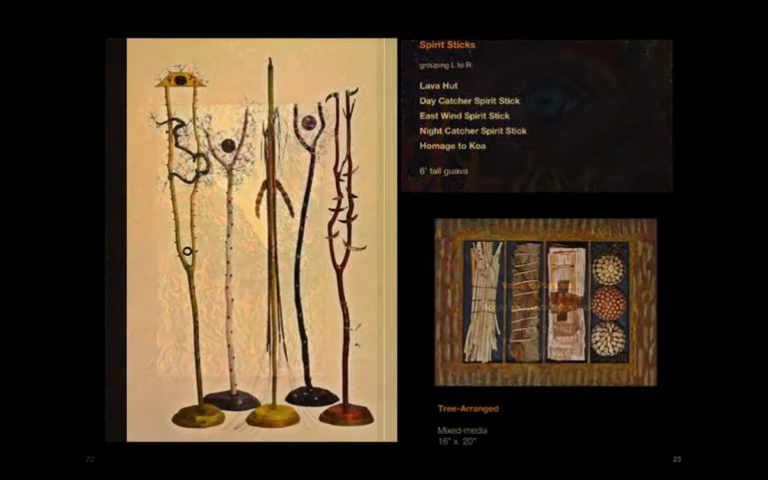 Spirit Sticks
grouping L to R:
Lava Hut
Day Catcher Spirit Stick
East Wind Spirit Stick
Night Catcher Spirit Stick
Homage to Koa
6' tall guava
Tree-Arranged
Mixed-media
16" x 20"
22
23